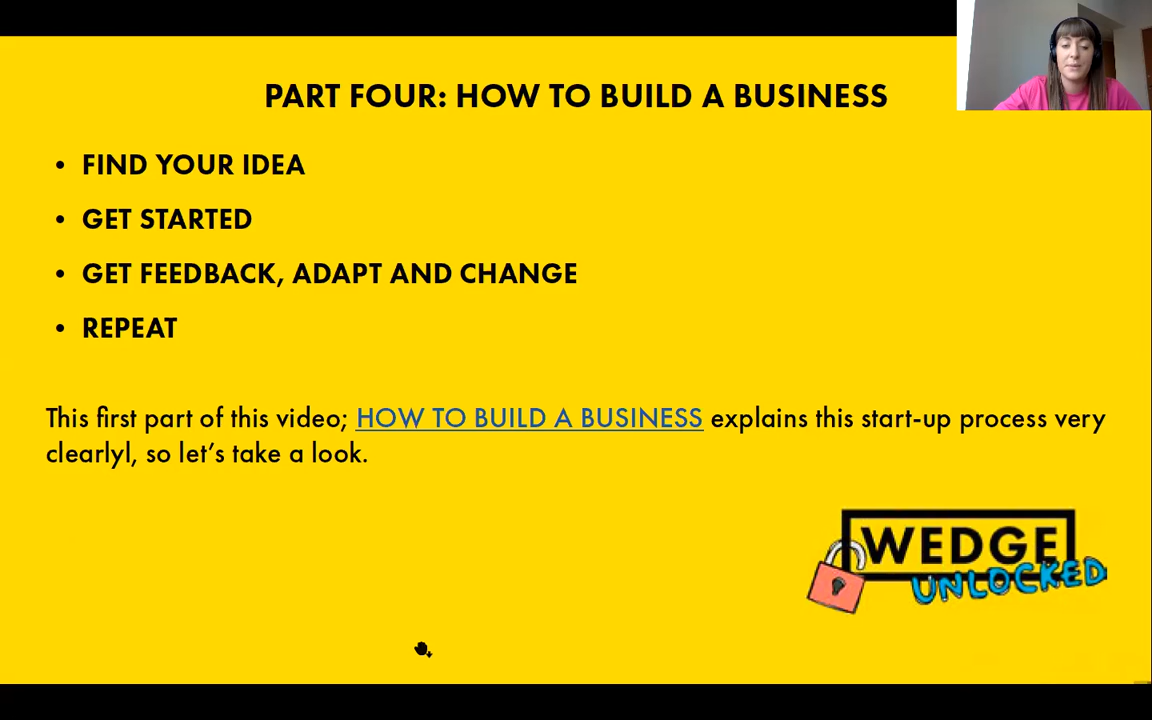 PART FOUR: HOW TO BUILD A BUSINESS
• FIND YOUR IDEA
• GET STARTED
• GET FEEDBACK, ADAPT AND CHANGE
• REPEAT
This first part of this video; HOW TO BUILD A BUSINESS explains this start-up process very
clearlyl, so let’s take a look.
WEDGE
UNLOCKED